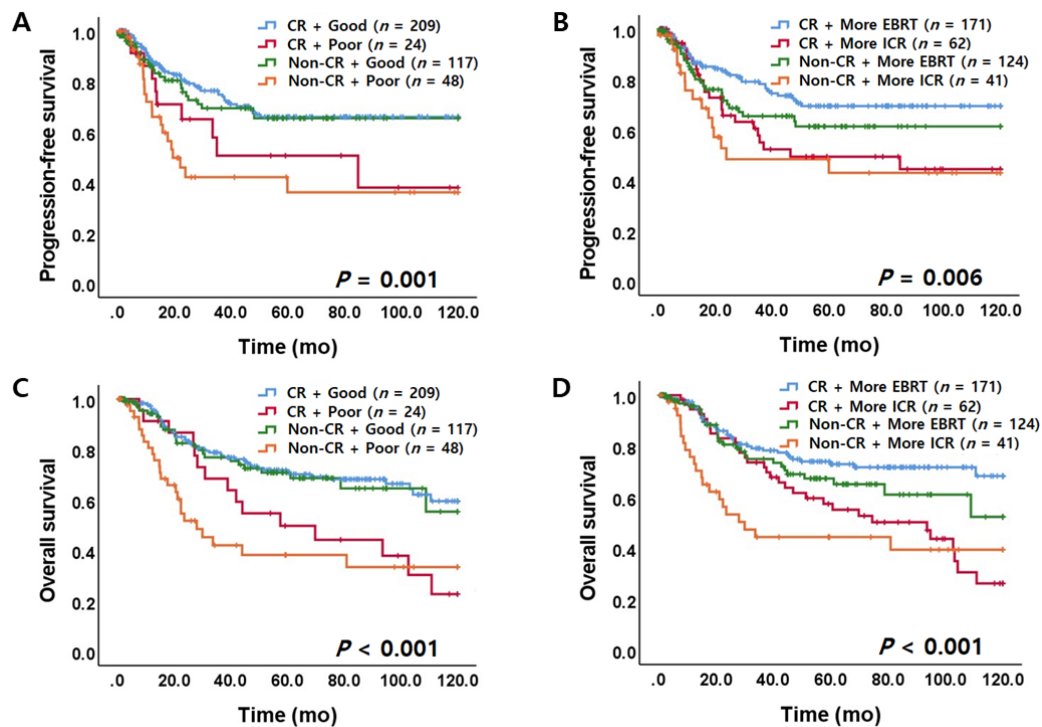 A
CR + Good (n = 209)
CR + Poor (n = 24)
Non-CR + Good (n = 117)
Non-CR + Poor (n = 48)
Progression-free survival
1.0
0.8
0.6
0.4
0.2
0.0
P = 0.001
.0 20.0 40.0 60.0 80.0 100.0 120.0
Time (mo)
B
CR + More EBRT (n = 171)
CR + More ICR (n = 62)
Non-CR + More EBRT (n = 124)
Non-CR + More ICR (n = 41)
Progression-free survival
1.0
0.8
0.6
0.4
0.2
0.0
P = 0.006
.0 20.0 40.0 60.0 80.0 100.0 120.0
Time (mo)
C
CR + Good (n = 209)
CR + Poor (n = 24)
Non-CR + Good (n = 117)
Non-CR + Poor (n = 48)
Overall survival
1.0
0.8
0.6
0.4
0.2
0.0
P < 0.001
.0 20.0 40.0 60.0 80.0 100.0 120.0
Time (mo)
D
CR + More EBRT (n = 171)
CR + More ICR (n = 62)
Non-CR + More EBRT (n = 124)
Non-CR + More ICR (n = 41)
Overall survival
1.0
0.8
0.6
0.4
0.2
0.0
P < 0.001
.0 20.0 40.0 60.0 80.0 100.0 120.0
Time (mo)